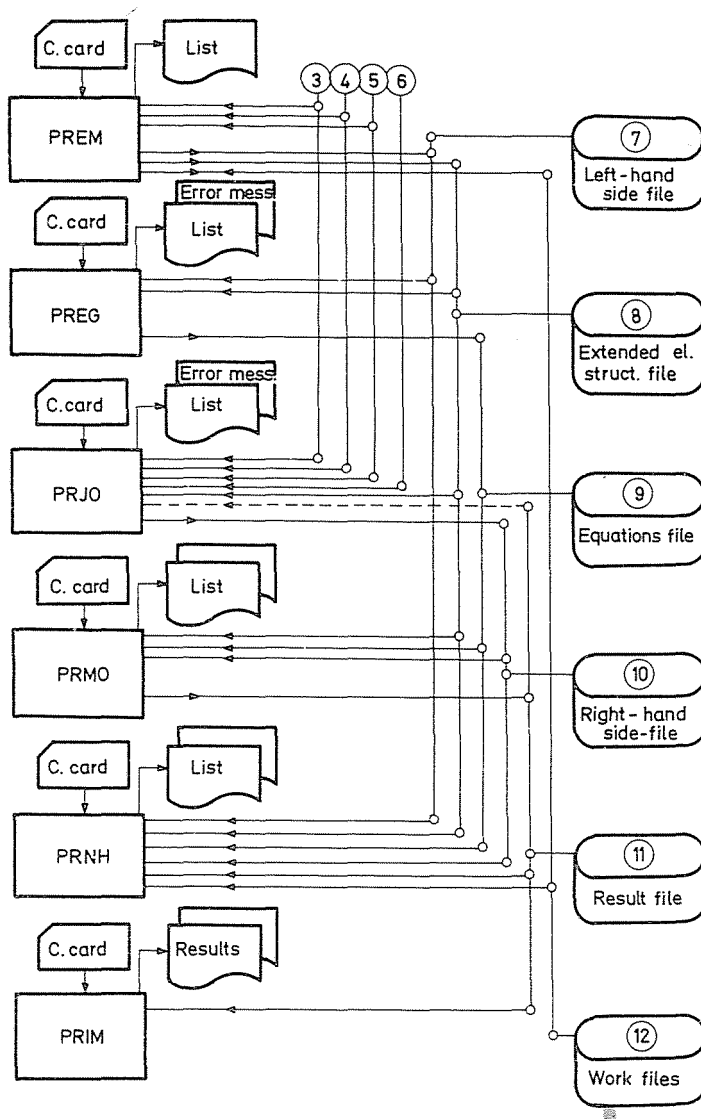 C. card
List
3 4 5 6
PREM
7
Left-hand
side file
Error mess.
C. card
List
PREG
8
Extended el.
struct. file
Error mess.
C. card
List
PRJO
9
Equations file
C. card
List
PRMO
10
Right-hand
side-file
C. card
List
PRNH
11
Result file
C. card
Results
PRIM
12
Work files